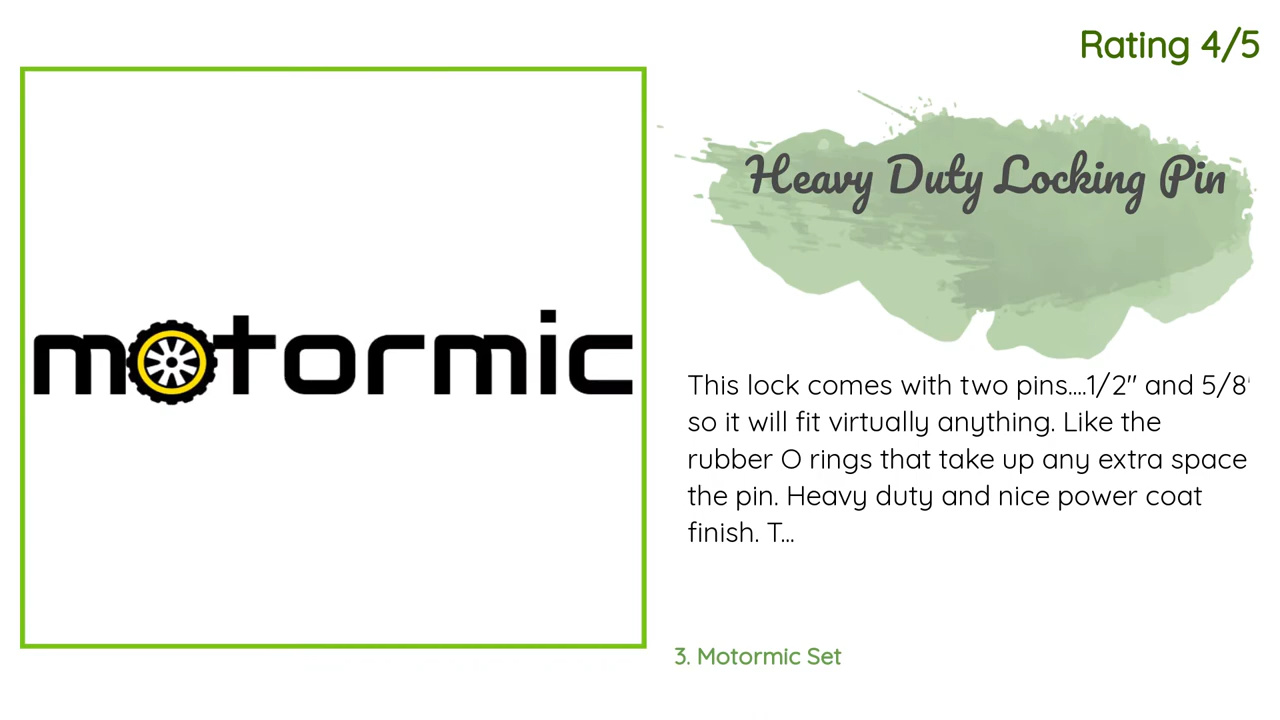 Rating 4/5
Heavy Duty Locking Pin
motormic
This lock comes with two pins....1/2" and 5/8'
so it will fit virtually anything. Like the
rubber O rings that take up any extra space
the pin. Heavy duty and nice power coat
finish. T...
3. Motormic Set